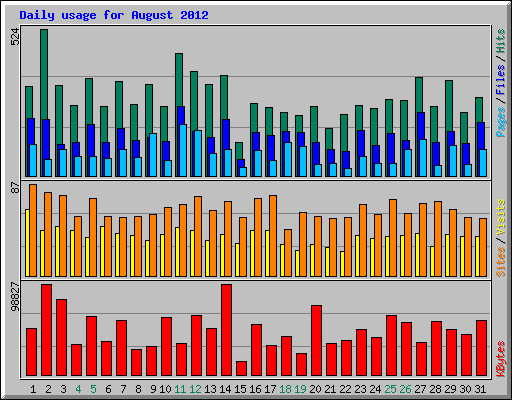 Daily usage for August 2012
524
Pages / Files / Hits
87
Sites / Visits
98827
KBytes
1 2 3 4 5 6 7 8 9 10 11 12 13 14 15 16 17 18 19 20 21 22 23 24 25 26 27 28 29 30 31